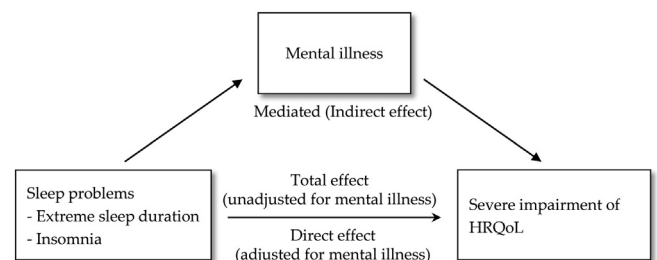 Mental illness
Mediated (Indirect effect)
Sleep problems
- Extreme sleep duration
- Insomnia
Total effect
(unadjusted for mental illness)
Direct effect
(adjusted for mental illness)
Severe impairment of
HRQoL